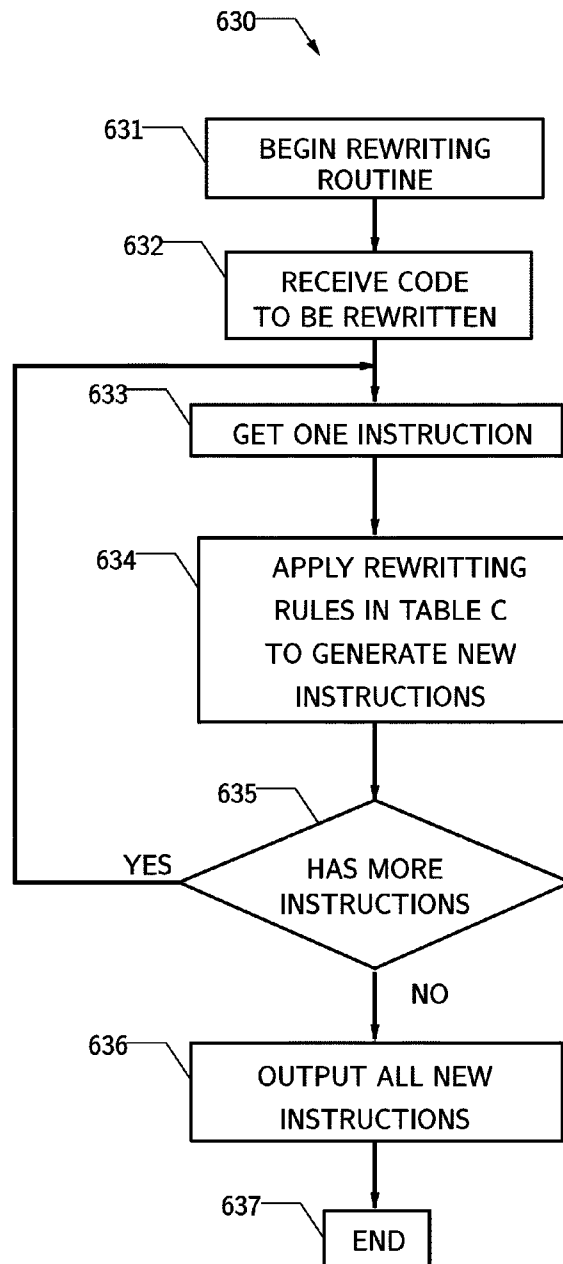 630
631
BEGIN REWRITING
ROUTINE
632
RECEIVE CODE
TO BE REWRITTEN
633
GET ONE INSTRUCTION
634
APPLY REWRITTING
RULES IN TABLE C
TO GENERATE NEW
INSTRUCTIONS
635
YES
HAS MORE
INSTRUCTIONS
NO
636
OUTPUT ALL NEW
INSTRUCTIONS
637
END